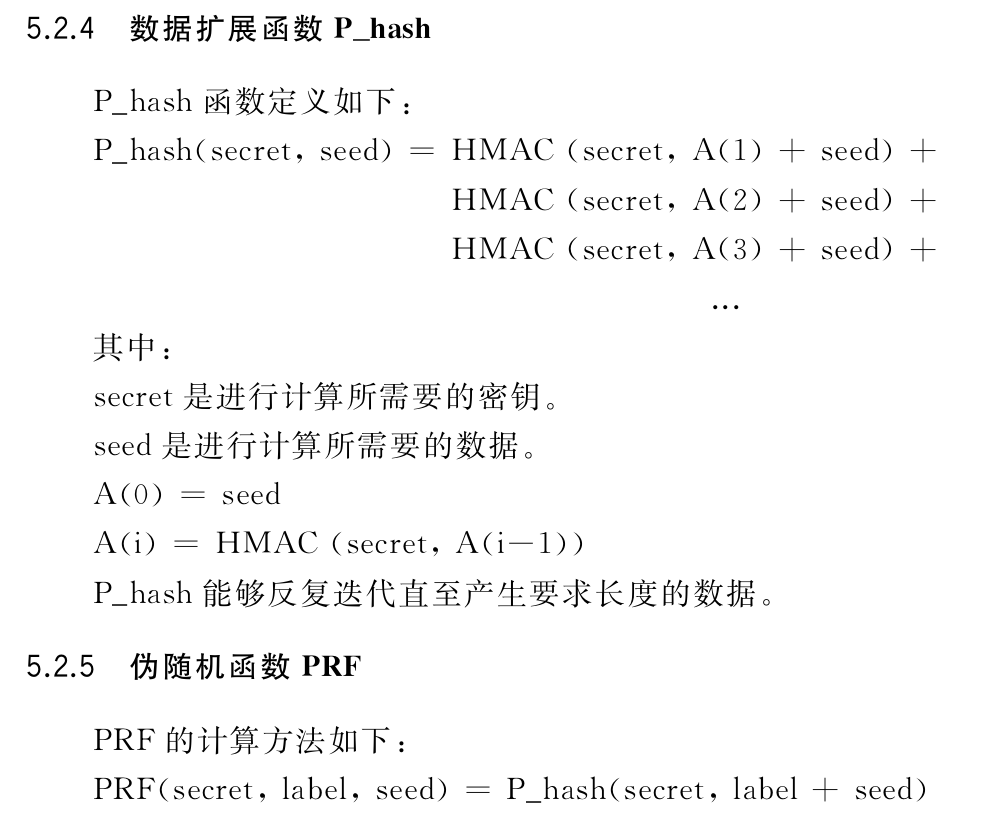 5.2.4 数据扩展函数 P_hash
P_hash 函数定义如下：
P_hash(secret, seed) = HMAC (secret, A(1) + seed) +
HMAC (secret, A(2) + seed) +
HMAC (secret, A(3) + seed) +
…
其中：
secret 是进行计算所需要的密钥。
seed 是进行计算所需要的数据。
A(0) = seed
A(i) = HMAC (secret, A(i−1))
P_hash 能够反复迭代直至产生要求长度的数据。
5.2.5 伪随机函数 PRF
PRF 的计算方法如下：
PRF(secret, label, seed) = P_hash(secret, label + seed)